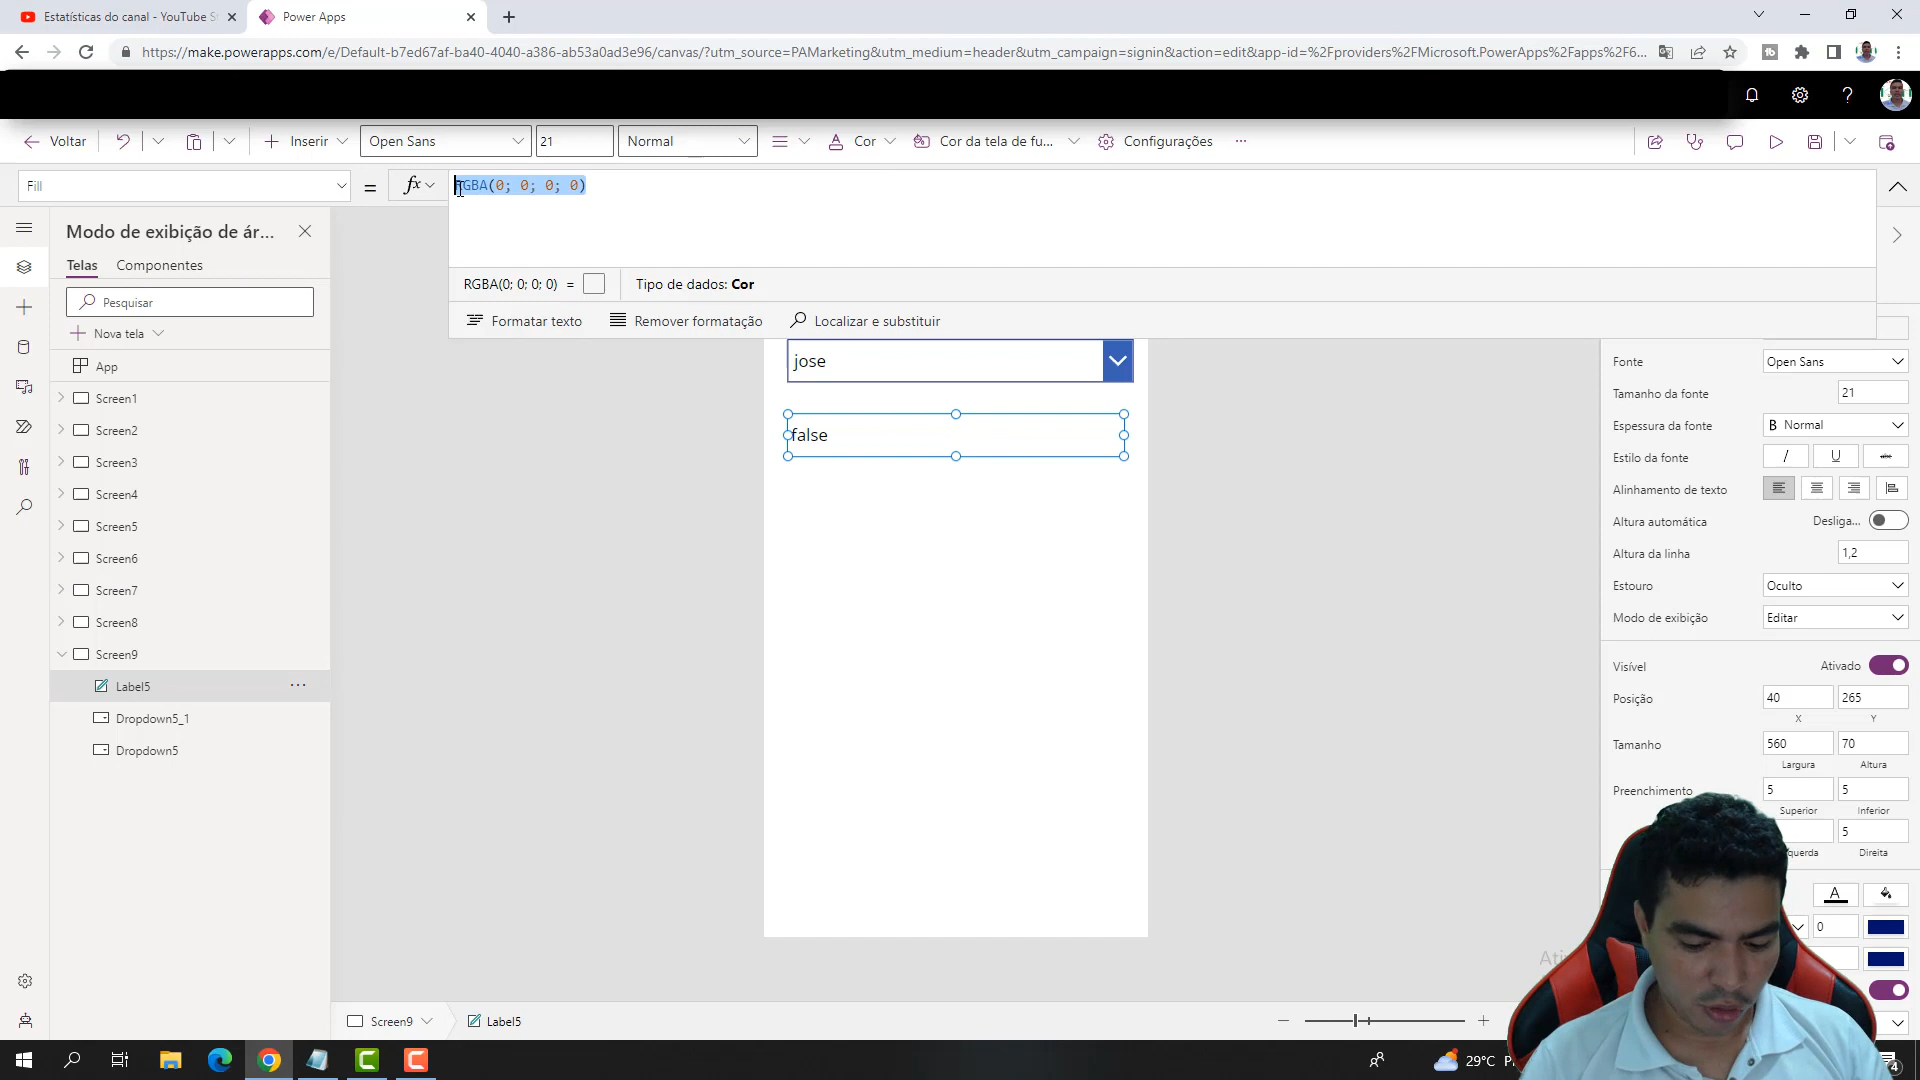 Estatísticas do canal - YouTube S
Power Apps
https://make.powerapps.com/e/Default-b7ed67af-ba40-4040-a386-ab53a0ad3e96/canvas/?utm_source=PAMarketing&utm_medium=header&utm_campaign=signin&action=edit&app-id=%2Fproviders%2FMicrosoft.PowerApps%2Fapps%2F6...
Voltar
Inserir
Open Sans
21
Normal
Cor
Cor da tela de fu...
Configurações
Fill
=
fx
RGBA(0; 0; 0; 0)
RGBA(0; 0; 0; 0) =
Tipo de dados: Cor
Formatar texto
Remover formatação
Localizar e substituir
Modo de exibição de ár...
Telas
Componentes
Pesquisar
Nova tela
App
Screen1
Screen2
Screen3
Screen4
Screen5
Screen6
Screen7
Screen8
Screen9
Label5
Dropdown5_1
Dropdown5
jose
false
Fonte
Open Sans
Tamanho da fonte
21
Espessura da fonte
B Normal
Estilo da fonte
/ U abc
Alinhamento de texto
Altura automática
Desliga...
Altura da linha
1,2
Estouro
Oculto
Modo de exibição
Editar
Visível
Ativado
Posição
40
265
X
Y
Tamanho
560
70
Largura
Altura
Preenchimento
5
5
Superior
Inferior
5
querda
Direita
A
0
Screen9
Label5
29°C
4